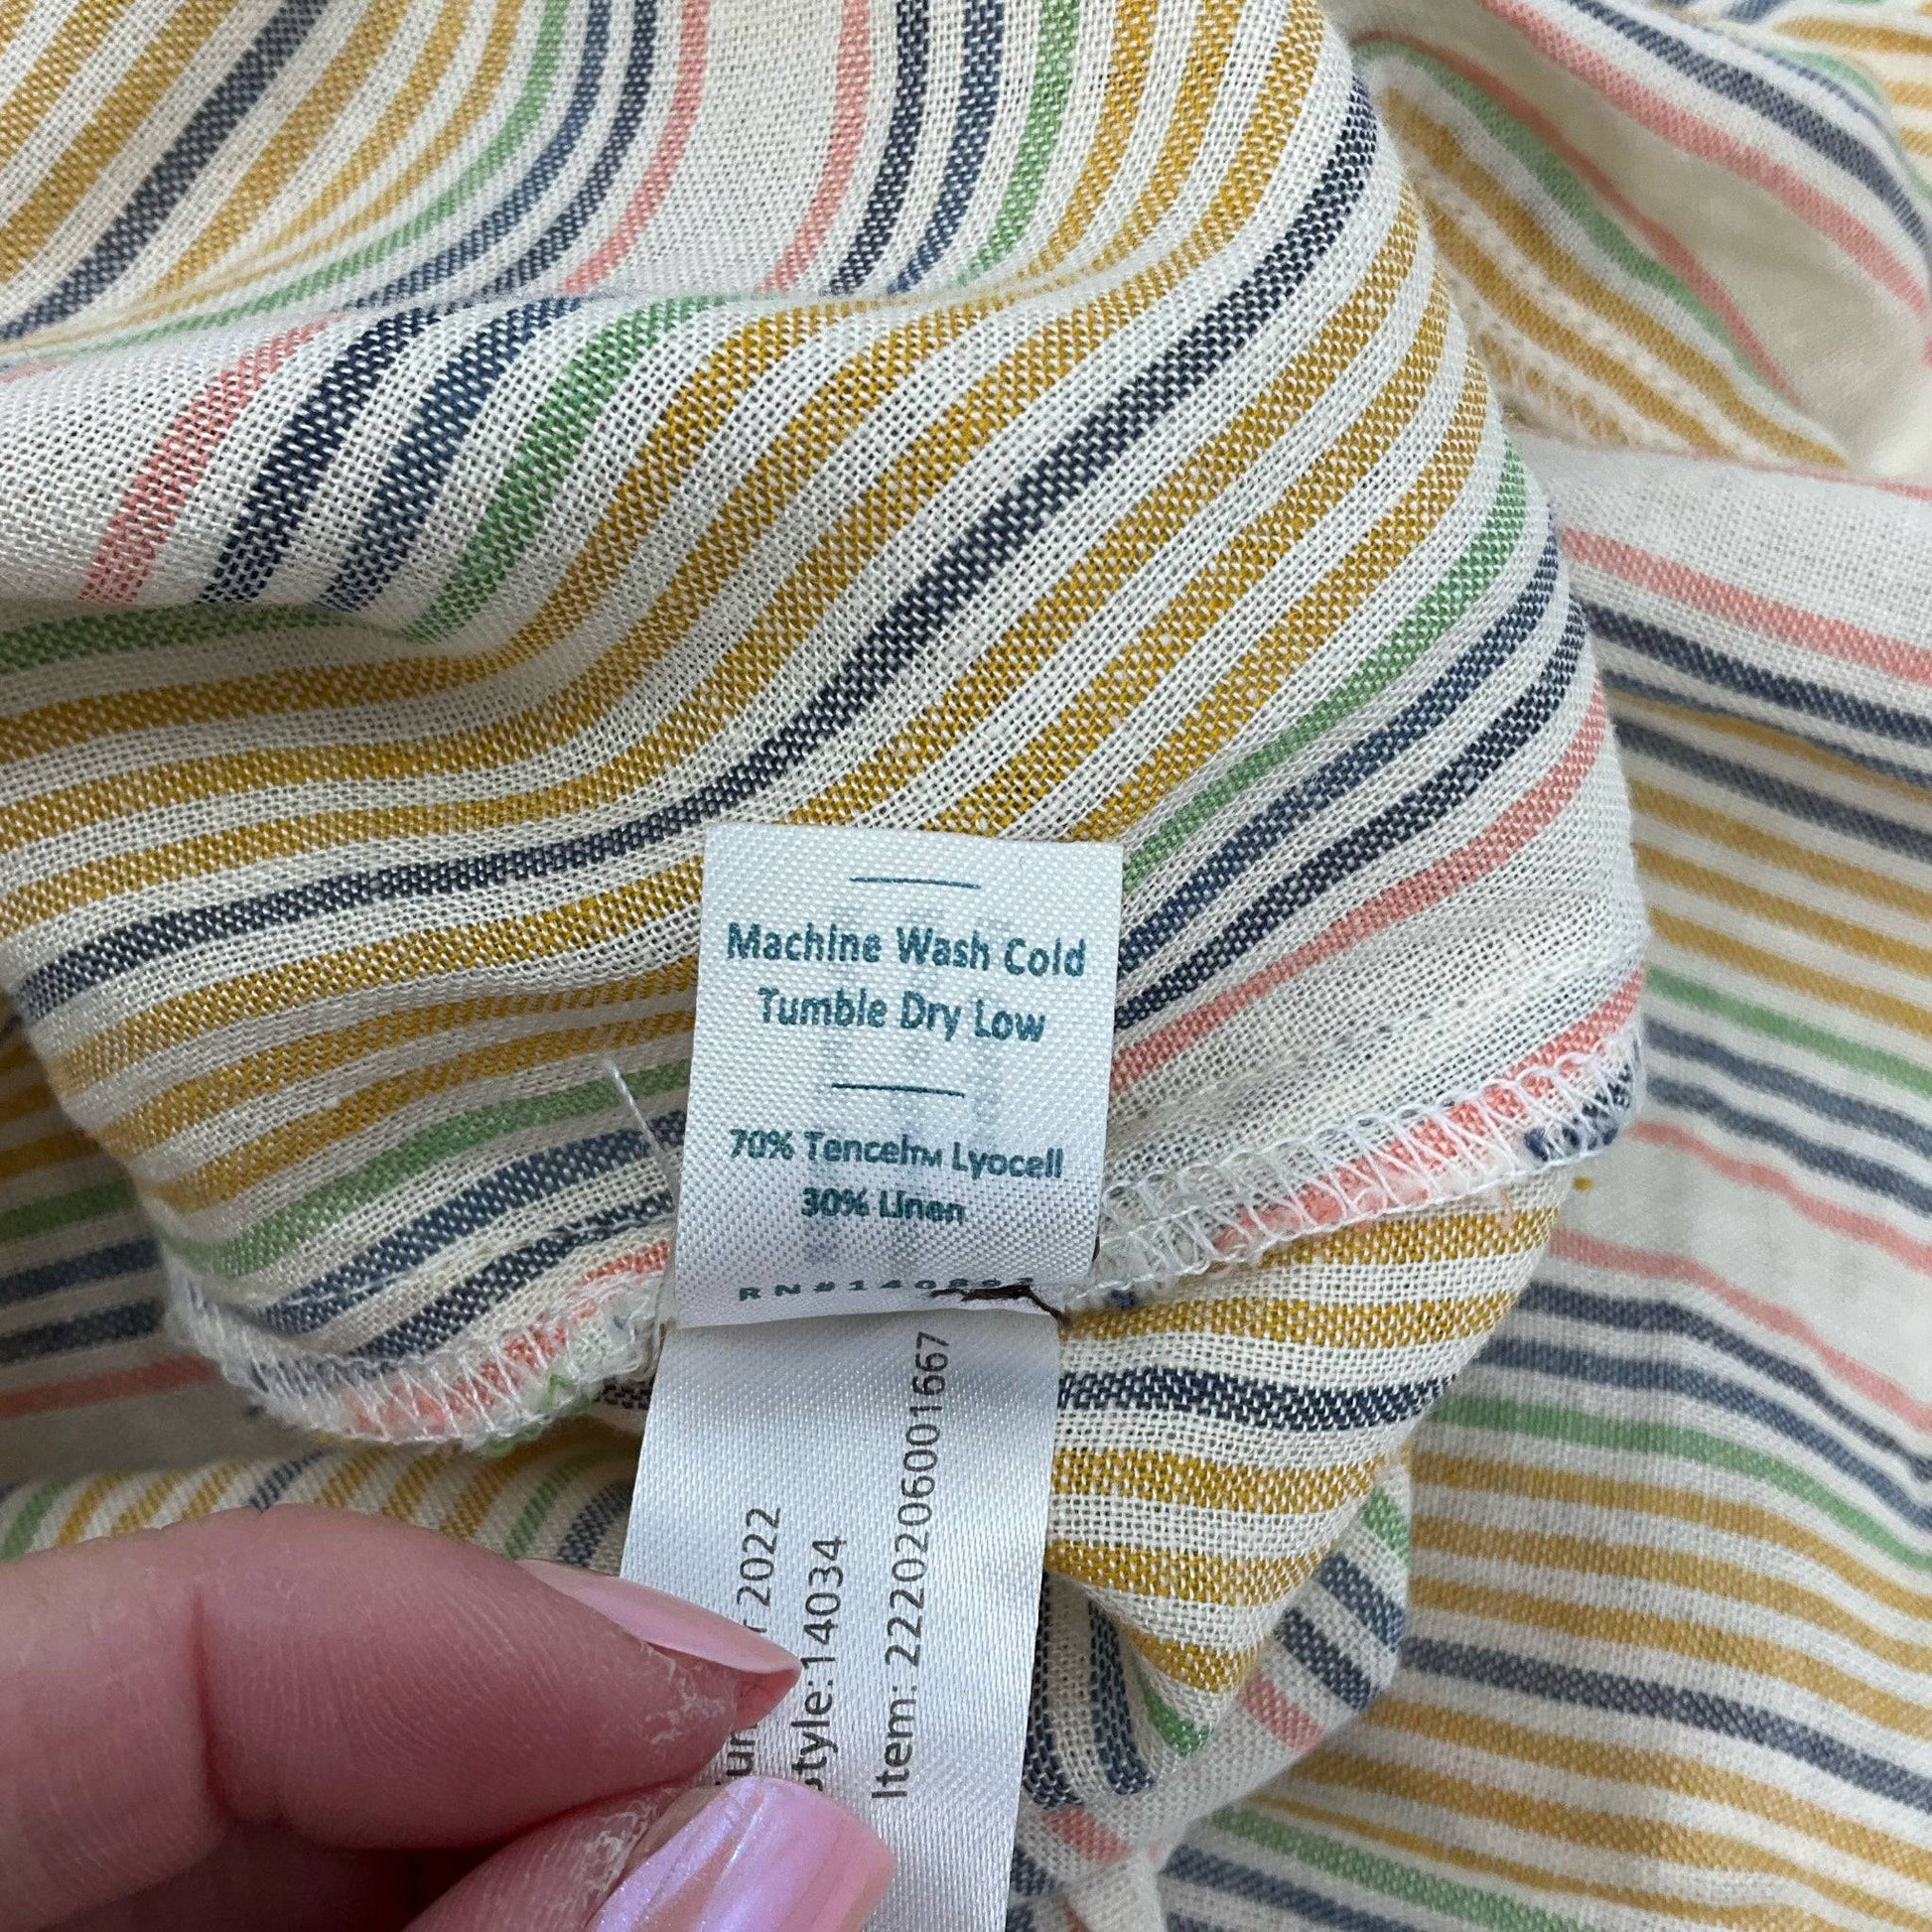 Machine Wash Cold
Tumble Dry Low
70% Tencel™ Lyocell
30% Linen
2022
Style:14034
Item: 2220206001667